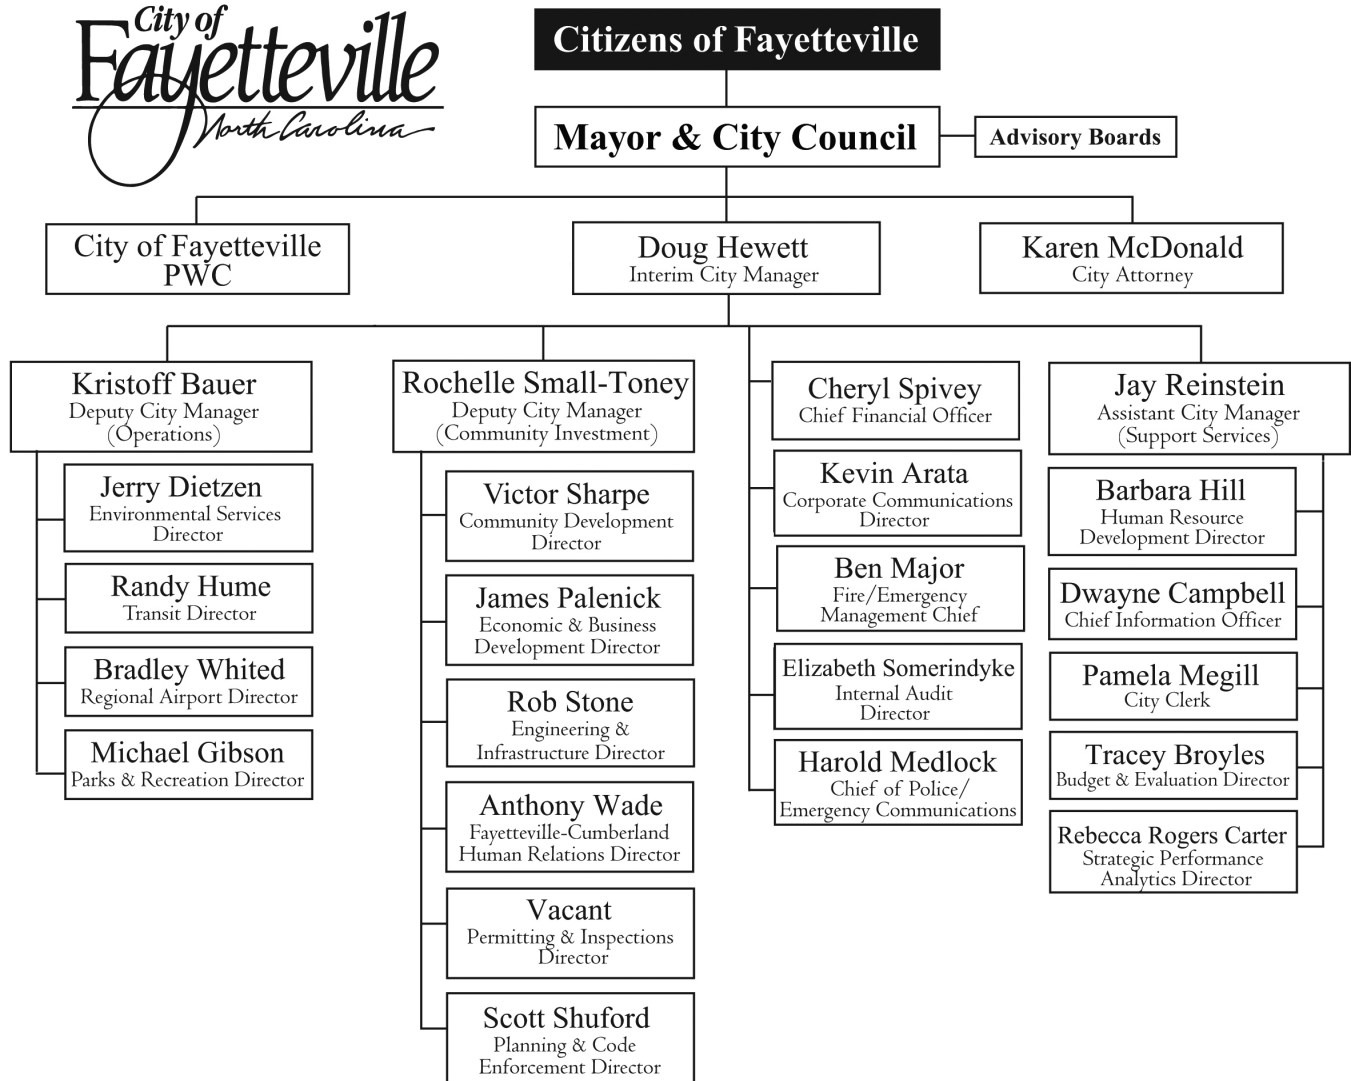 City of
Fayetteville
North Carolina
Citizens of Fayetteville
Mayor & City Council
Advisory Boards
City of Fayetteville
PWC
Doug Hewett
Interim City Manager
Karen McDonald
City Attorney
Kristoff Bauer
Deputy City Manager
(Operations)
Jerry Dietzen
Environmental Services
Director
Randy Hume
Transit Director
Bradley Whited
Regional Airport Director
Michael Gibson
Parks & Recreation Director
Rochelle Small-Toney
Deputy City Manager
(Community Investment)
Victor Sharpe
Community Development
Director
James Palenick
Economic & Business
Development Director
Rob Stone
Engineering &
Infrastructure Director
Anthony Wade
Fayetteville-Cumberland
Human Relations Director
Vacant
Permitting & Inspections
Director
Scott Shuford
Planning & Code
Enforcement Director
Cheryl Spivey
Chief Financial Officer
Kevin Arata
Corporate Communications
Director
Ben Major
Fire/Emergency
Management Chief
Elizabeth Somerindyke
Internal Audit
Director
Harold Medlock
Chief of Police/
Emergency Communications
Jay Reinstein
Assistant City Manager
(Support Services)
Barbara Hill
Human Resource
Development Director
Dwayne Campbell
Chief Information Officer
Pamela Megill
City Clerk
Tracey Broyles
Budget & Evaluation Director
Rebecca Rogers Carter
Strategic Performance
Analytics Director